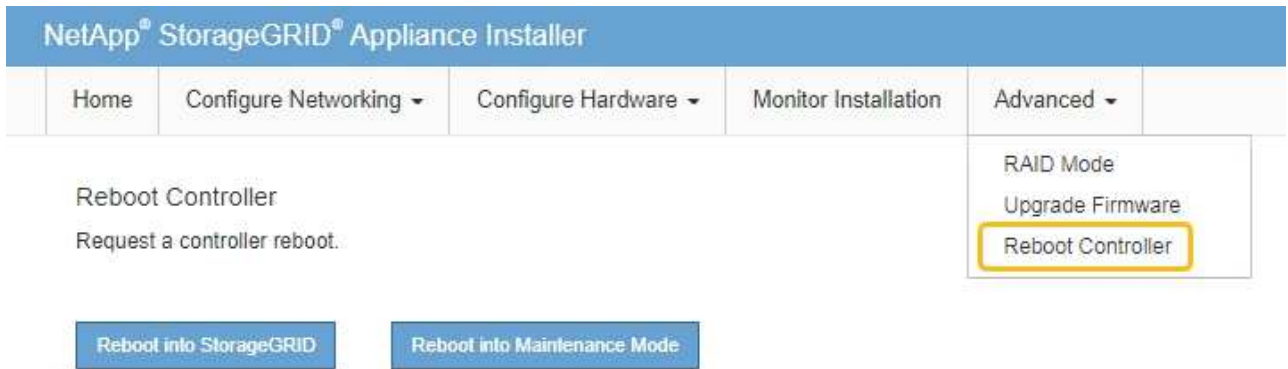 NetApp® StorageGRID® Appliance Installer
Home Configure Networking Configure Hardware Monitor Installation Advanced
RAID Mode
Upgrade Firmware
Reboot Controller
Reboot Controller
Request a controller reboot.
Reboot into StorageGRID Reboot into Maintenance Mode